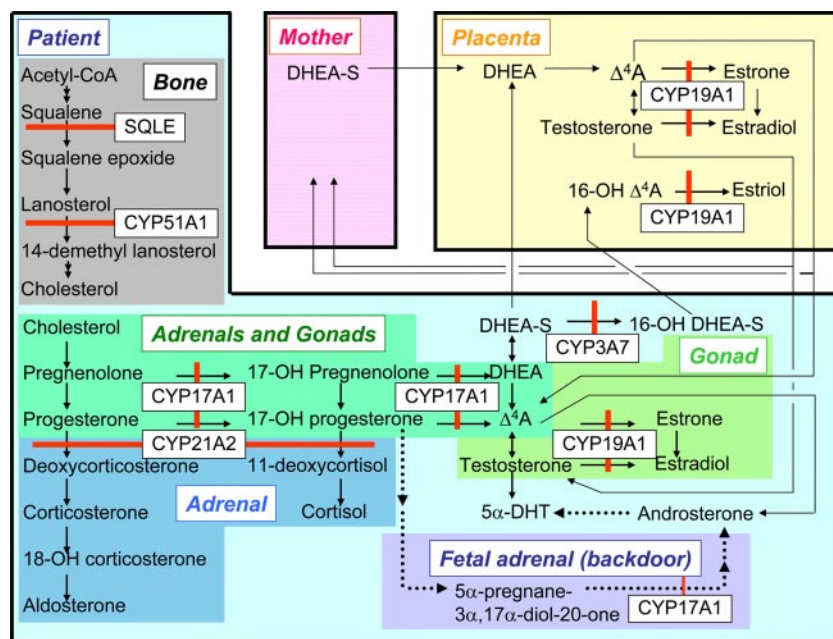 Patient
Bone
Acetyl-CoA
Squalene
SQLE
Squalene epoxide
Lanosterol
CYP51A1
14-demethyl lanosterol
Cholesterol
Mother
DHEA-S
Placenta
DHEA
Δ⁴A
Estrone
CYP19A1
Testosterone
Estradiol
16-OH Δ⁴A
Estriol
CYP19A1
Cholesterol
Adrenals and Gonads
DHEA-S
16-OH DHEA-S
CYP3A7
Gonad
Pregnenolone
17-OH Pregnenolone
DHEA
CYP17A1
CYP17A1
Progesterone
17-OH progesterone
Δ⁴A
Estrone
CYP21A2
CYP19A1
Deoxycorticosterone
11-deoxycortisol
Testosterone
Estradiol
Adrenal
Corticosterone
Cortisol
5α-DHT
Androsterone
18-OH corticosterone
Fetal adrenal (backdoor)
Aldosterone
5α-pregnane-
3α,17α-diol-20-one
CYP17A1